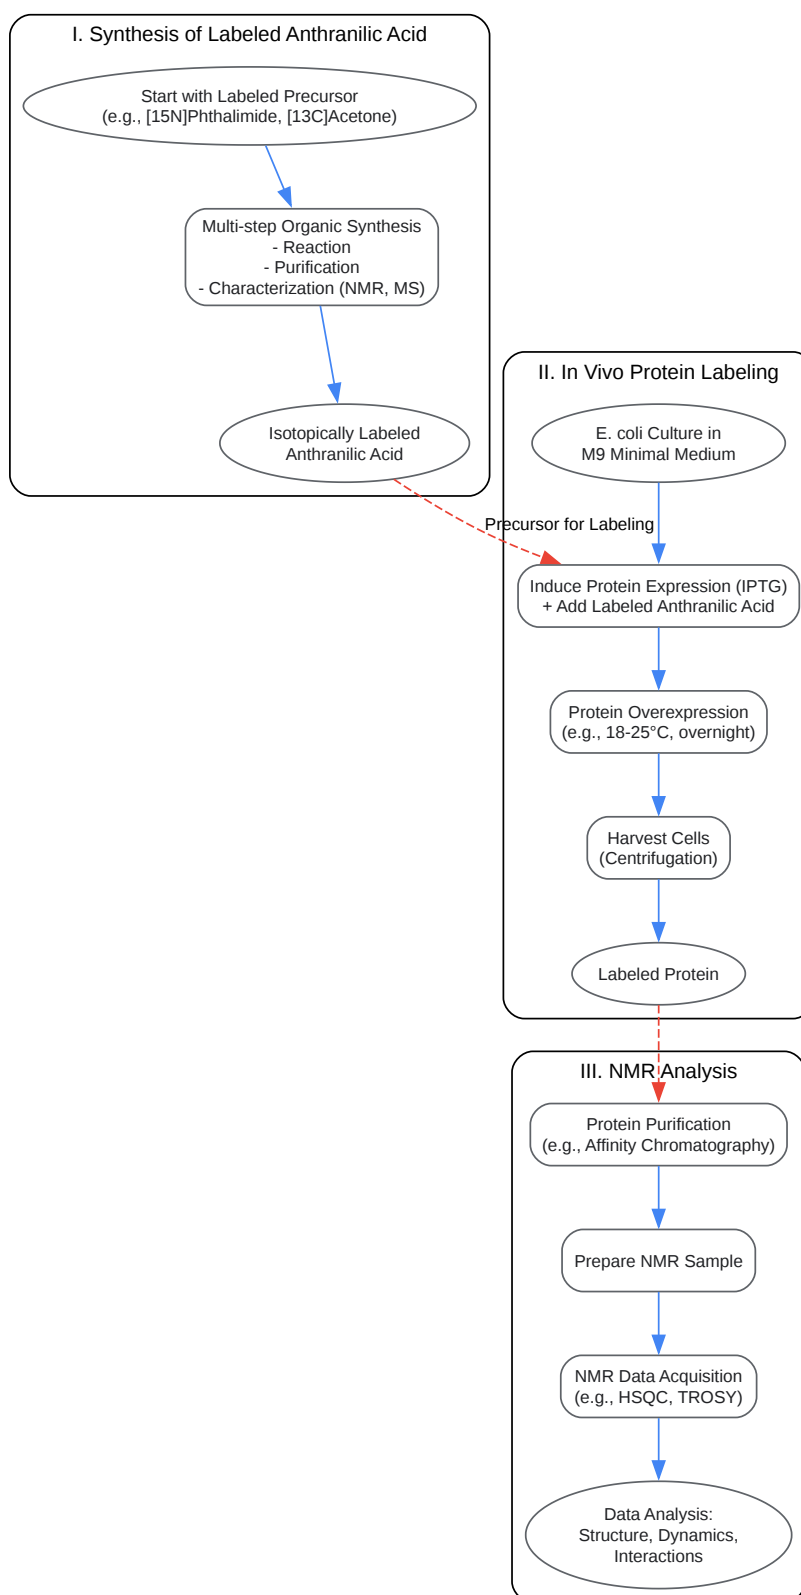 I. Synthesis of Labeled Anthranilic Acid
Start with Labeled Precursor
(e.g., [15N]Phthalimide, [13C]Acetone)
Multi-step Organic Synthesis
- Reaction
- Purification
- Characterization (NMR, MS)
Isotopically Labeled
Anthranilic Acid
Precursor for Labeling
II. In Vivo Protein Labeling
E. coli Culture in
M9 Minimal Medium
Induce Protein Expression (IPTG)
+ Add Labeled Anthranilic Acid
Protein Overexpression
(e.g., 18-25°C, overnight)
Harvest Cells
(Centrifugation)
Labeled Protein
III. NMR Analysis
Protein Purification
(e.g., Affinity Chromatography)
Prepare NMR Sample
NMR Data Acquisition
(e.g., HSQC, TROSY)
Data Analysis:
Structure, Dynamics,
Interactions